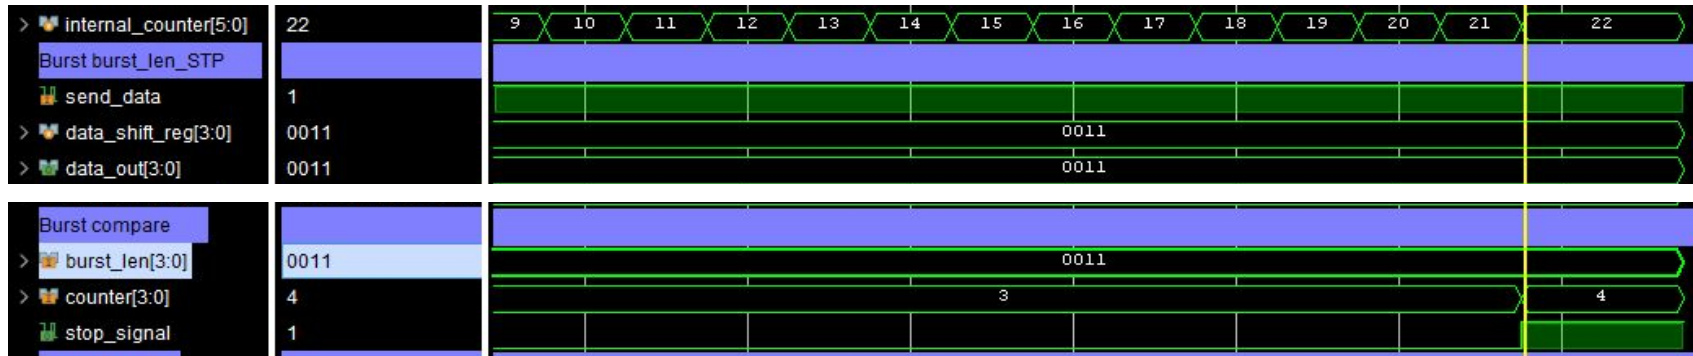 internal_counter[5:0] 22 9 10 11 12 13 14 15 16 17 18 19 20 21 22
Burst burst_len_STP
send_data 1
data_shift_reg[3:0] 0011 0011
data_out[3:0] 0011 0011
Burst compare
burst_len[3:0] 0011 0011
counter[3:0] 4 3 4
stop_signal 1